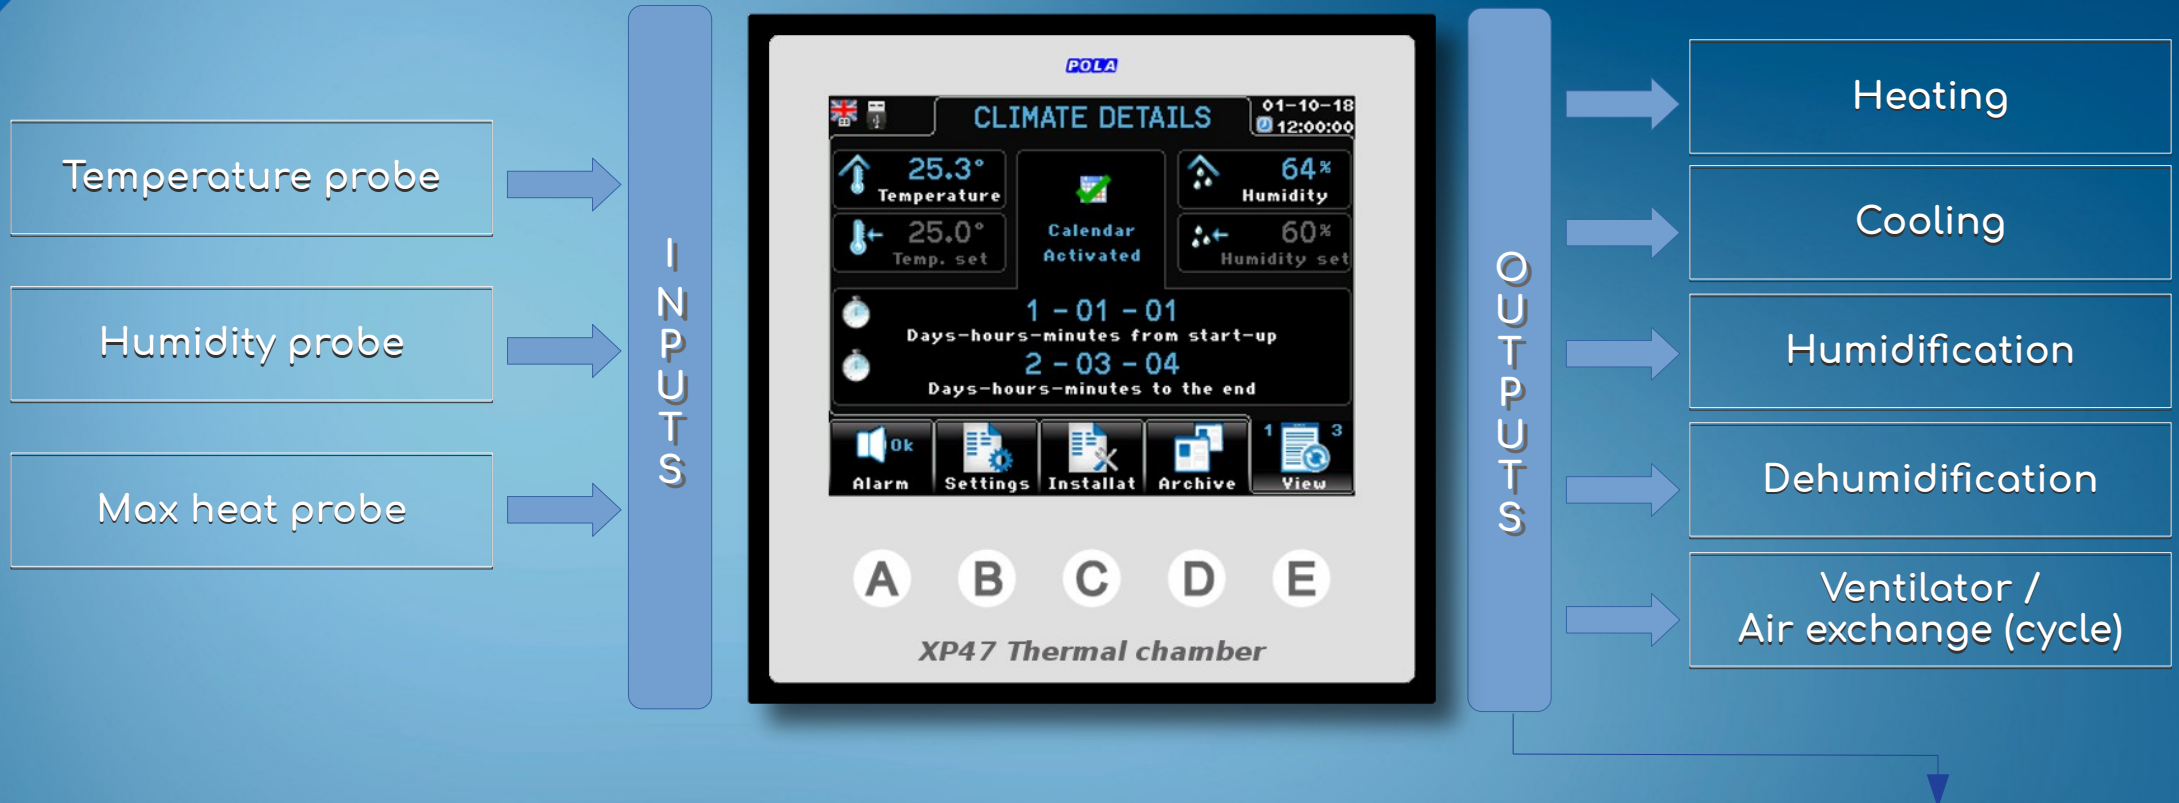 Temperature probe
Humidity probe
Max heat probe
INPUTS
POLA
CLIMATE DETAILS
01-10-18
12:00:00
25.3°
Temperature
25.0°
Temp. set
Calendar
Activated
64%
Humidity
60%
Humidity set
1 - 01 - 01
Days-hours-minutes from start-up
2 - 03 - 04
Days-hours-minutes to the end
Ok
Alarm
Settings
Installat
Archive
1 3
View
A B C D E
XP47 Thermal chamber
OUTPUTS
Heating
Cooling
Humidification
Dehumidification
Ventilator /
Air exchange (cycle)